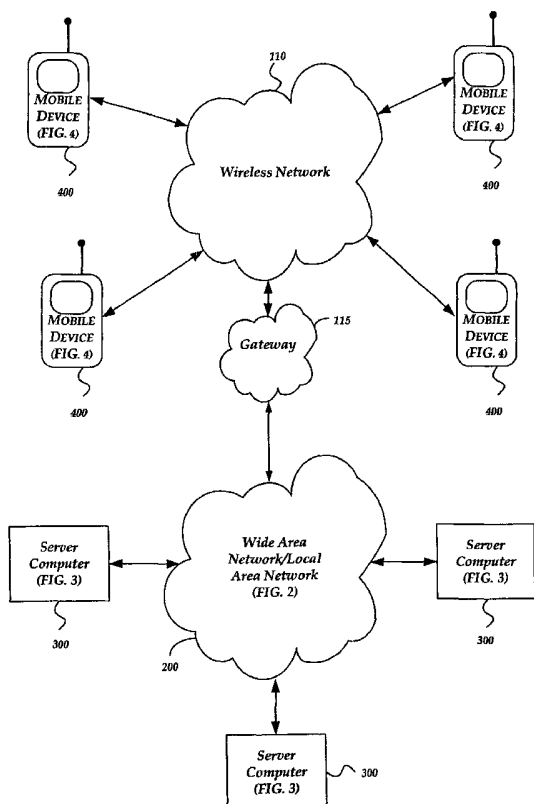 110
MOBILE
DEVICE
(FIG. 4)
400
MOBILE
DEVICE
(FIG. 4)
400
Wireless Network
MOBILE
DEVICE
(FIG. 4)
400
MOBILE
DEVICE
(FIG. 4)
400
115
Gateway
Wide Area
Network/Local
Area Network
(FIG. 2)
200
Server
Computer
(FIG. 3)
300
Server
Computer
(FIG. 3)
300
Server
Computer
(FIG. 3)
300